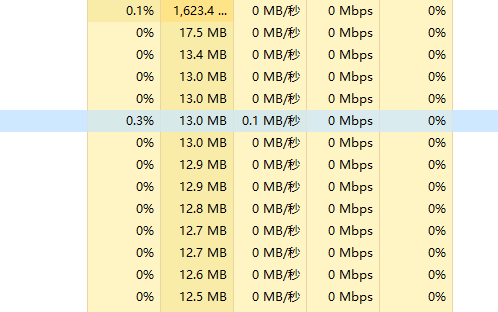 0.1% 1,623.4 ... 0 MB/秒 0 Mbps 0%
0% 17.5 MB 0 MB/秒 0 Mbps 0%
0% 13.4 MB 0 MB/秒 0 Mbps 0%
0% 13.0 MB 0 MB/秒 0 Mbps 0%
0% 13.0 MB 0 MB/秒 0 Mbps 0%
0.3% 13.0 MB 0.1 MB/秒 0 Mbps 0%
0% 13.0 MB 0 MB/秒 0 Mbps 0%
0% 12.9 MB 0 MB/秒 0 Mbps 0%
0% 12.9 MB 0 MB/秒 0 Mbps 0%
0% 12.8 MB 0 MB/秒 0 Mbps 0%
0% 12.7 MB 0 MB/秒 0 Mbps 0%
0% 12.7 MB 0 MB/秒 0 Mbps 0%
0% 12.6 MB 0 MB/秒 0 Mbps 0%
0% 12.5 MB 0 MB/秒 0 Mbps 0%